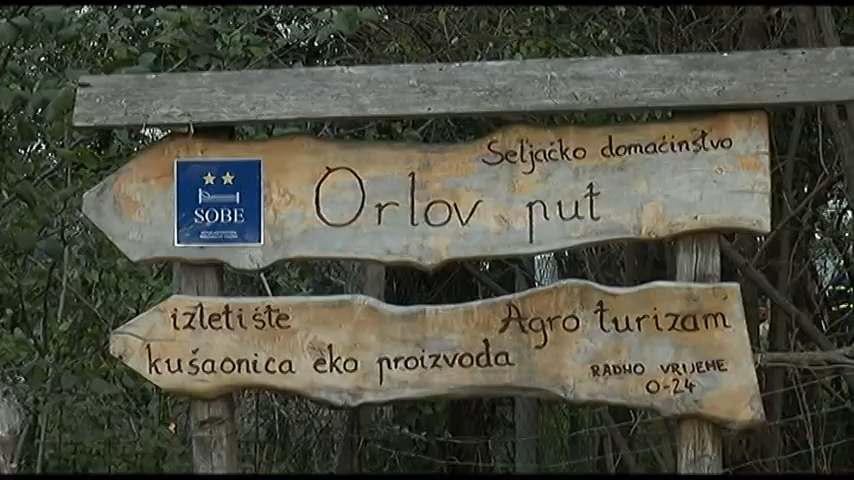 Seljačko domaćinstvo
Orlov put
SOBE
izletište
Agro turizam
kušaonica eko proizvoda
RADNO VRIJEME
0-24